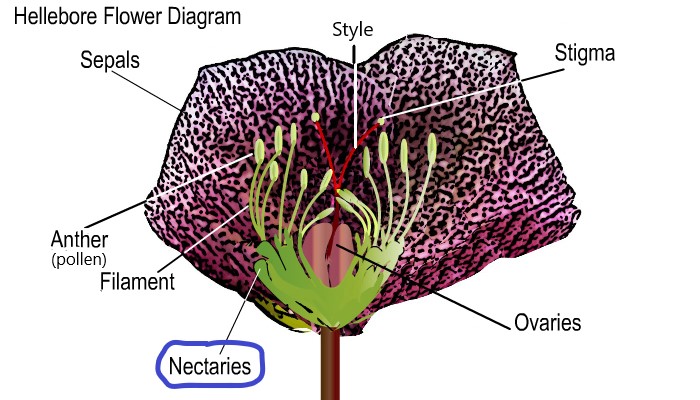 Hellebore Flower Diagram
Style
Stigma
Sepals
Anther
(pollen)
Filament
Ovaries
Nectaries